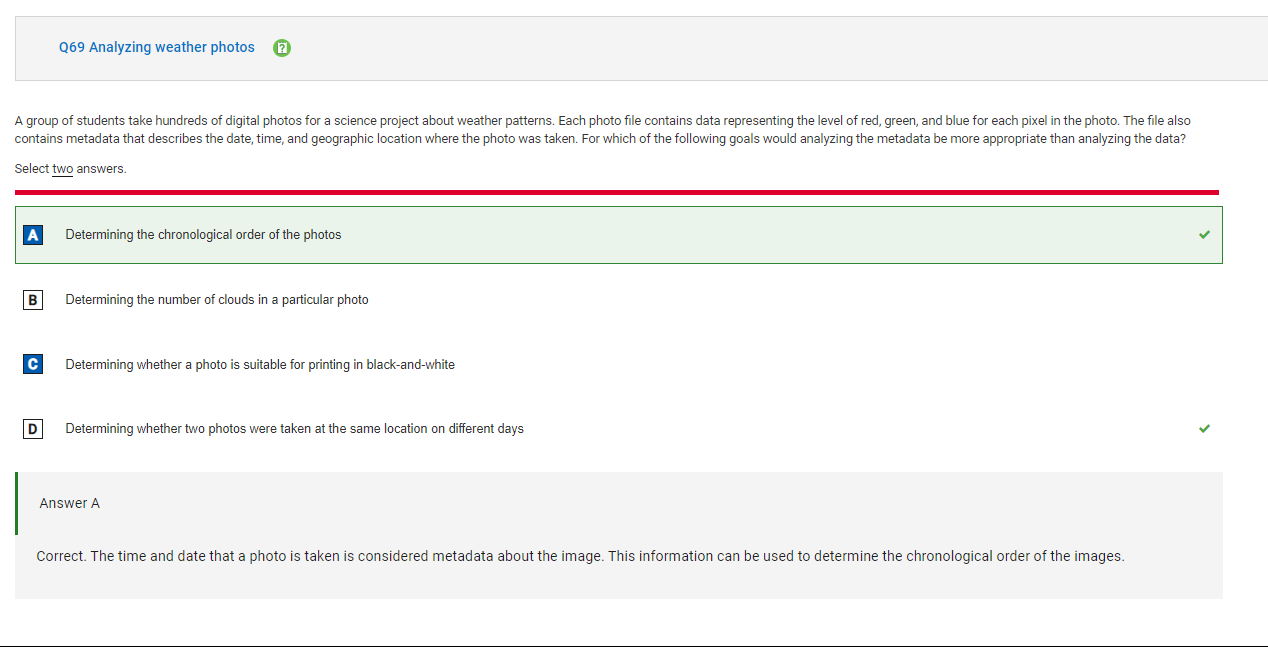 Q69 Analyzing weather photos
A group of students take hundreds of digital photos for a science project about weather patterns. Each photo file contains data representing the level of red, green, and blue for each pixel in the photo. The file also
contains metadata that describes the date, time, and geographic location where the photo was taken. For which of the following goals would analyzing the metadata be more appropriate than analyzing the data?
Select two answers.
A Determining the chronological order of the photos
B Determining the number of clouds in a particular photo
C Determining whether a photo is suitable for printing in black-and-white
D Determining whether two photos were taken at the same location on different days
Answer A
Correct. The time and date that a photo is taken is considered metadata about the image. This information can be used to determine the chronological order of the images.